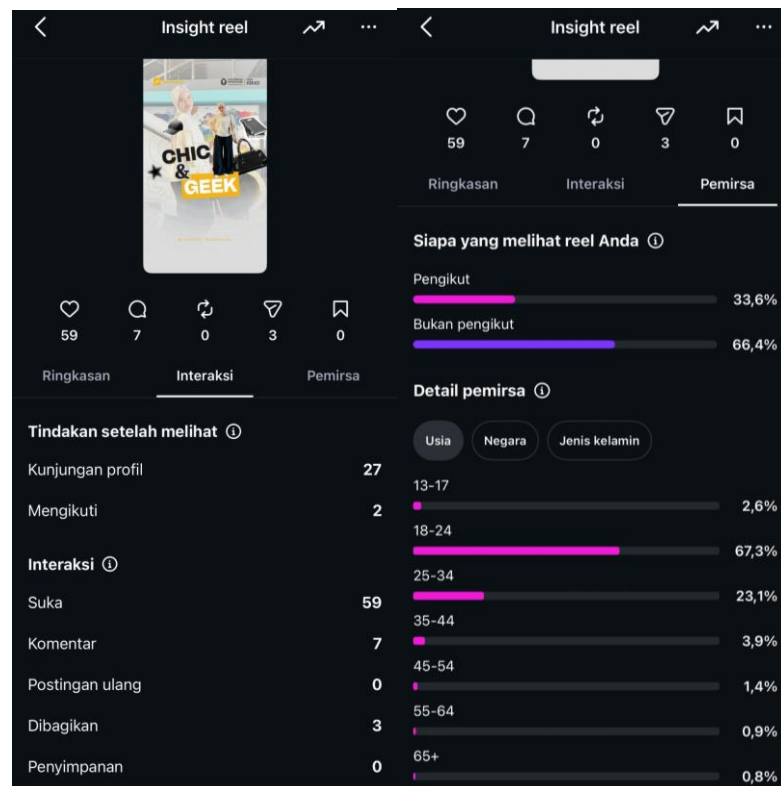 Insight reel
CHIC
&
GEEK
59 7 0 3 0
Ringkasan Interaksi Pemirsa
Tindakan setelah melihat
Kunjungan profil 27
Mengikuti 2
Interaksi
Suka 59
Komentar 7
Postingan ulang 0
Dibagikan 3
Penyimpanan 0
Insight reel
59 7 0 3 0
Ringkasan Interaksi Pemirsa
Siapa yang melihat reel Anda
Pengikut
33,6%
Bukan pengikut
66,4%
Detail pemirsa
Usia Negara Jenis kelamin
13-17
2,6%
18-24
67,3%
25-34
23,1%
35-44
3,9%
45-54
1,4%
55-64
0,9%
65+
0,8%